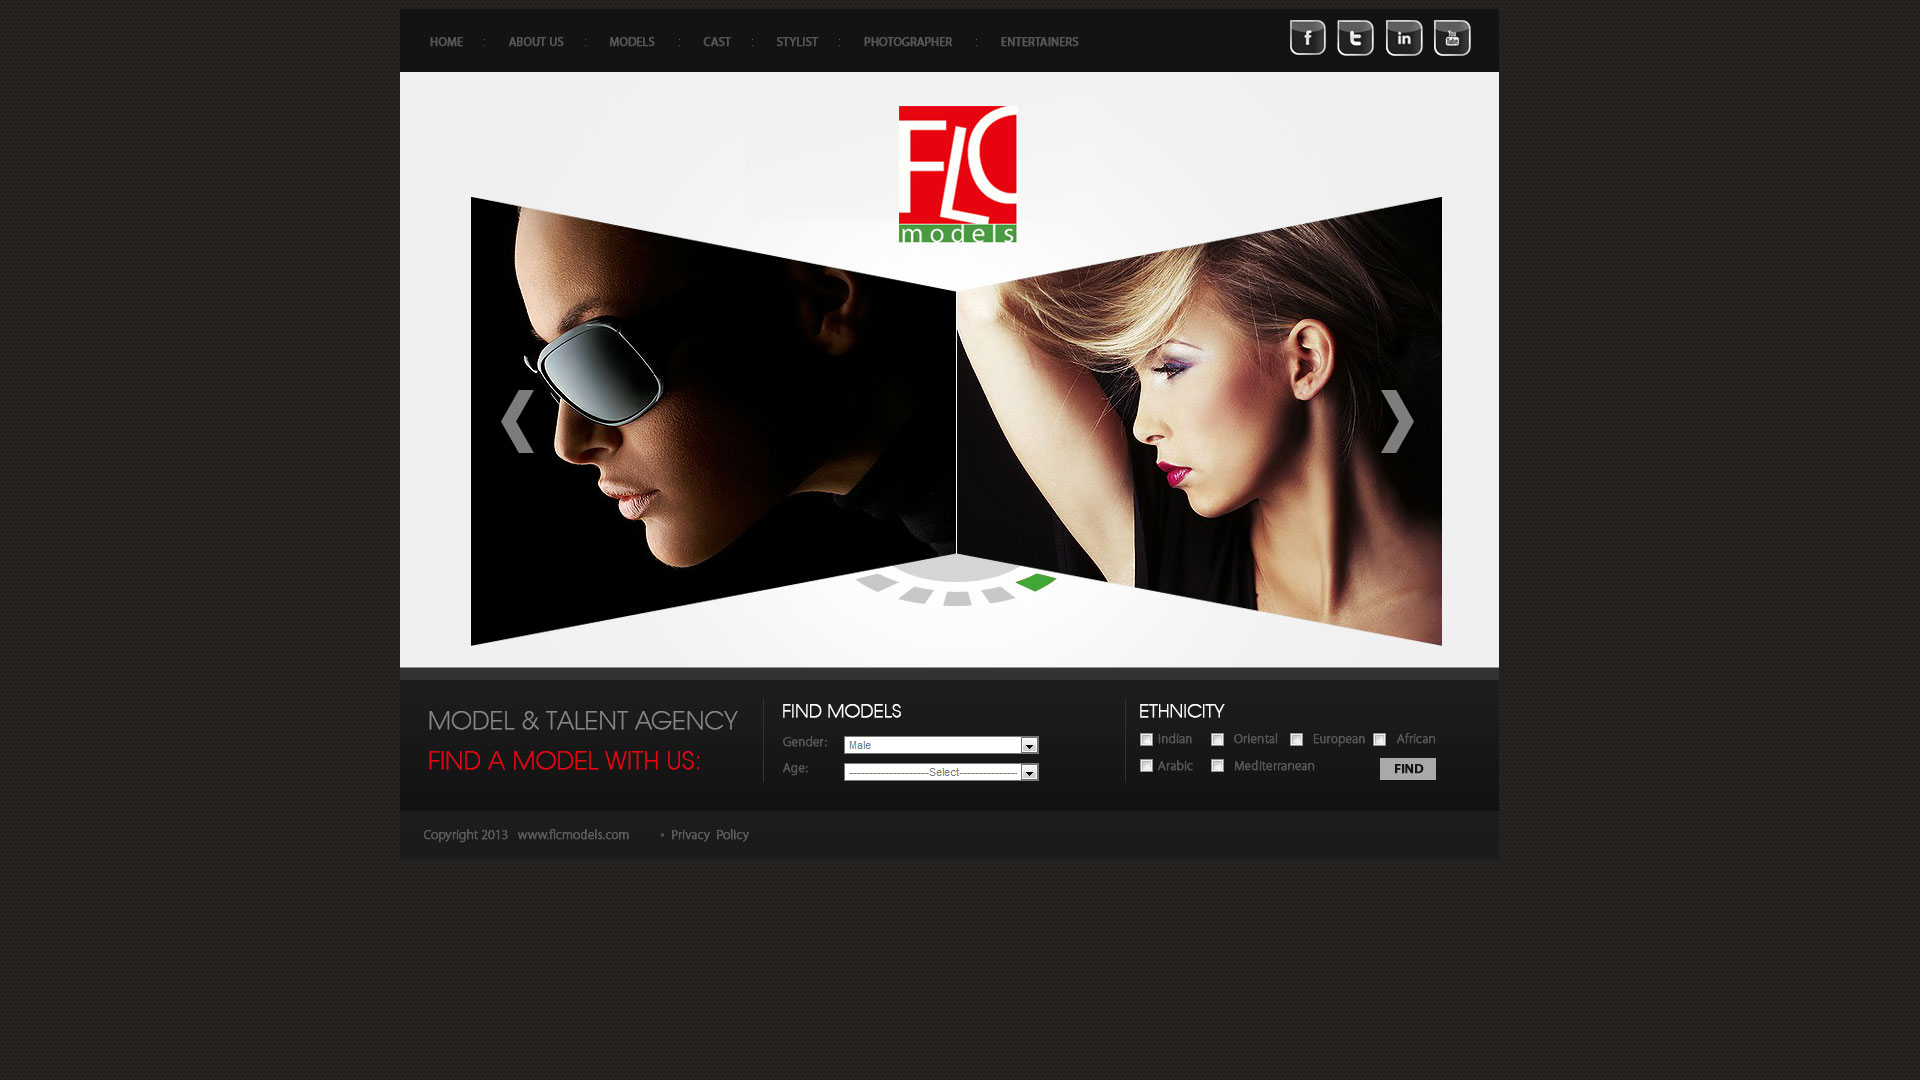 HOME : ABOUT US : MODELS : CAST : STYLIST : PHOTOGRAPHER : ENTERTAINERS
f t in You Tube
FLC
models
MODEL & TALENT AGENCY
FIND A MODEL WITH US:
FIND MODELS
Gender: Male
Age: ----------------------Select----------------
ETHNICITY
Indian Oriental European African
Arabic Mediterranean FIND
Copyright 2013 www.flcmodels.com • Privacy Policy